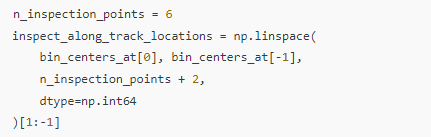 n_inspection_points = 6
inspect_along_track_locations = np.linspace(
    bin_centers_at[0], bin_centers_at[-1],
    n_inspection_points + 2,
    dtype=np.int64
)[1:-1]